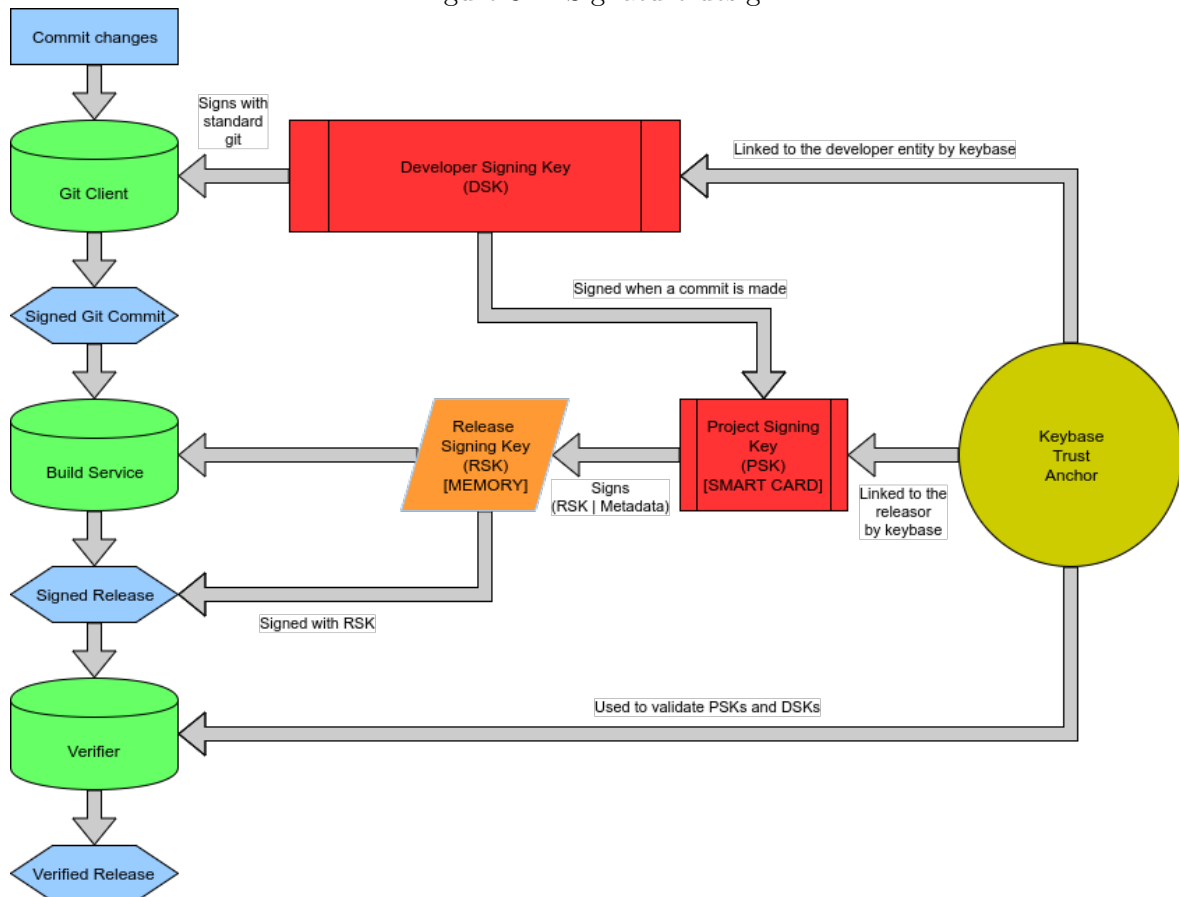 Commit changes
Signs with
standard
git
Developer Signing Key
(DSK)
Linked to the developer entity by keybase
Git Client
Signed when a commit is made
Signed Git Commit
Release
Signing Key
(RSK)
[MEMORY]
Project Signing
Key
(PSK)
[SMART CARD]
Keybase
Trust
Anchor
Build Service
Signs
(RSK | Metadata)
Linked to the
releasor
by keybase
Signed Release
Signed with RSK
Used to validate PSKs and DSKs
Verifier
Verified Release